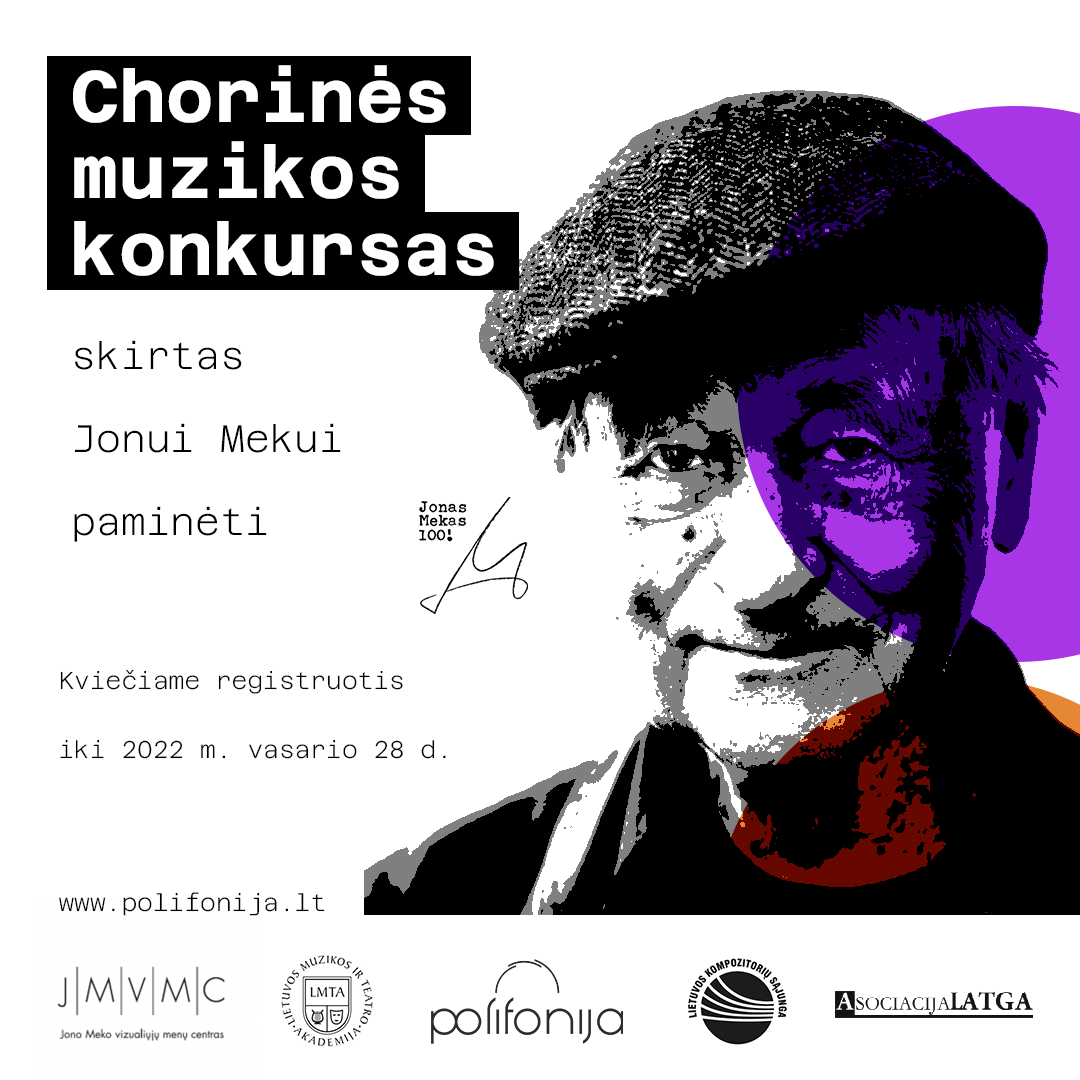 Chorinės
muzikos
konkursas
skirtas
Jonui Mekui
paminėti
Jonas
Mekas
100!
Kviečiame registruotis
iki 2022 m. vasario 28 d.
www.polifonija.lt
J|M|V|M|C
Jono Meko vizualiųjų menų centras
LIETUVOS MUZIKOS IR TEATRO AKADEMIJA
LMTA
polifonija
LIETUVOS KOMPOZITORIŲ SĄJUNGA
ASOCIACIJALATGA